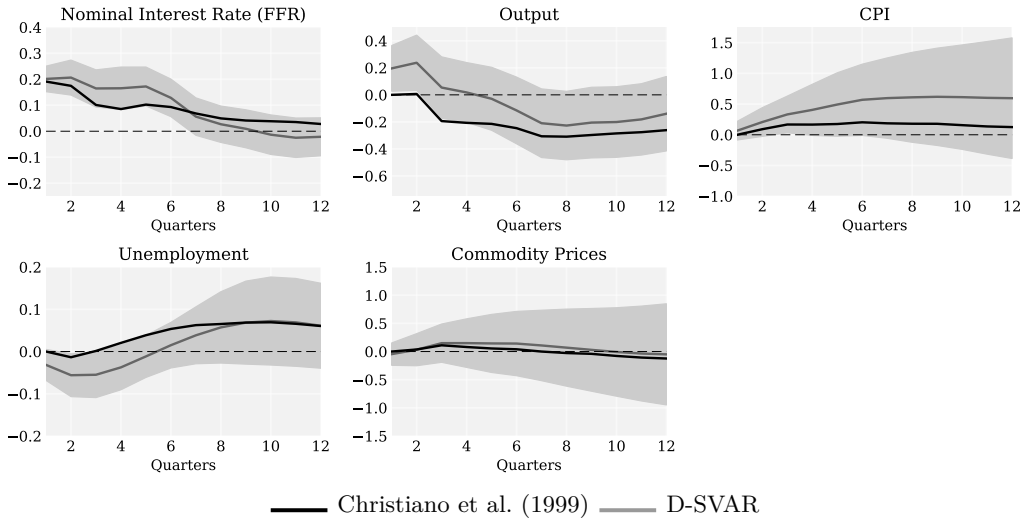 Nominal Interest Rate (FFR)
0.4
0.3
0.2
0.1
0.0
−0.1
−0.2
2 4 6 8 10 12
Quarters
Output
0.4
0.2
0.0
−0.2
−0.4
−0.6
2 4 6 8 10 12
Quarters
CPI
1.5
1.0
0.5
0.0
−0.5
−1.0
2 4 6 8 10 12
Quarters
Unemployment
0.2
0.1
0.0
−0.1
−0.2
2 4 6 8 10 12
Quarters
Commodity Prices
1.5
1.0
0.5
0.0
−0.5
−1.0
−1.5
2 4 6 8 10 12
Quarters
Christiano et al. (1999) D-SVAR